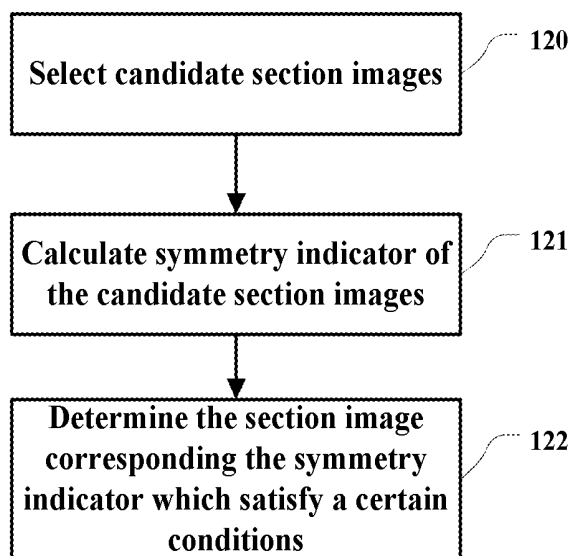 Select candidate section images
120
Calculate symmetry indicator of
the candidate section images
121
Determine the section image
corresponding the symmetry
indicator which satisfy a certain
conditions
122